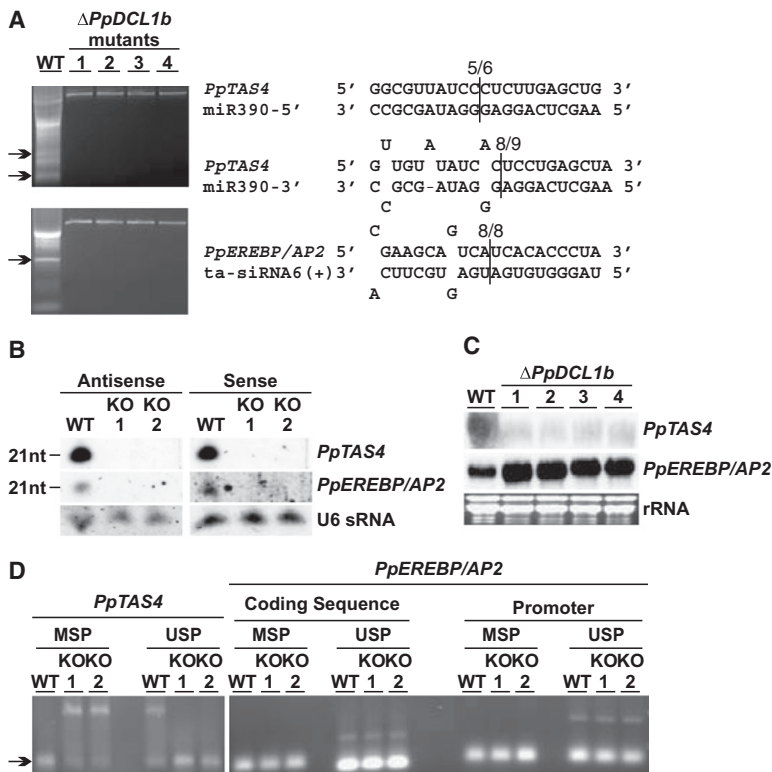 A
ΔPpDCL1b
mutants
WT 1 2 3 4
5/6
PpTAS4 5′ GGCGUUAUCCCUCUUGAGCUG 3′
miR390-5′ 3′ CCGCGAUAGGGAGGACUCGAA 5′
U A A 8/9
PpTAS4 5′ G UGU UAUC CUCCUGAGCUA 3′
miR390-3′ 3′ C GCG-AUAG GAGGACUCGAA 5′
C G
C G 8/8
PpEREBP/AP2 5′ GAAGCA UCAUCACACCCUA 3′
ta-siRNA6(+) 3′ CUUCGU AGUAGUGUGGGAU 5′
A G
B
Antisense Sense
WT KO 1 KO 2 WT KO 1 KO 2
21nt PpTAS4
21nt PpEREBP/AP2
U6 sRNA
C
ΔPpDCL1b
WT 1 2 3 4
PpTAS4
PpEREBP/AP2
rRNA
D
PpEREBP/AP2
PpTAS4 Coding Sequence Promoter
MSP USP MSP USP MSP USP
KO KO KO KO KO KO KO KO KO KO KO KO
WT 1 2 WT 1 2 WT 1 2 WT 1 2 WT 1 2 WT 1 2